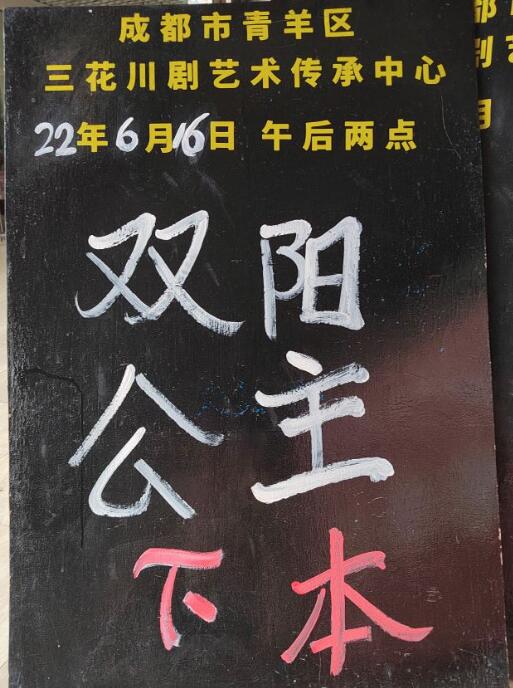 成都市青羊区
三花川剧艺术传承中心
22年6月16日 午后两点
双阳
公主
下本